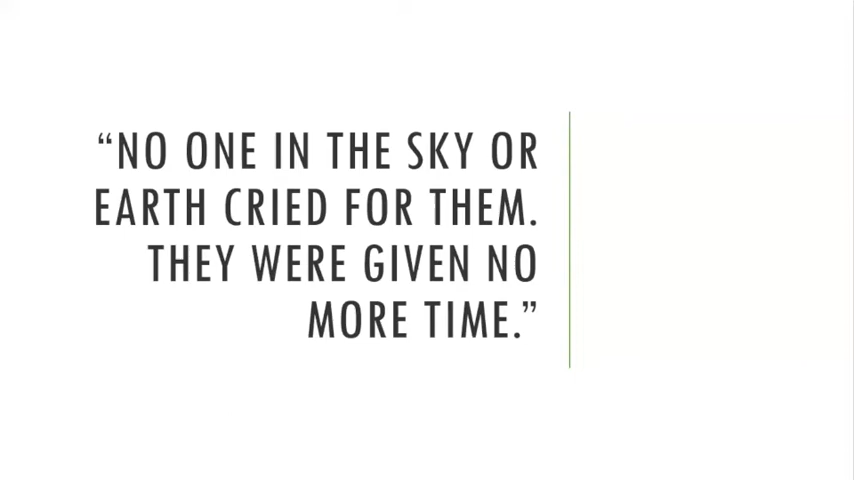 “NO ONE IN THE SKY OR
EARTH CRIED FOR THEM.
THEY WERE GIVEN NO
MORE TIME.”